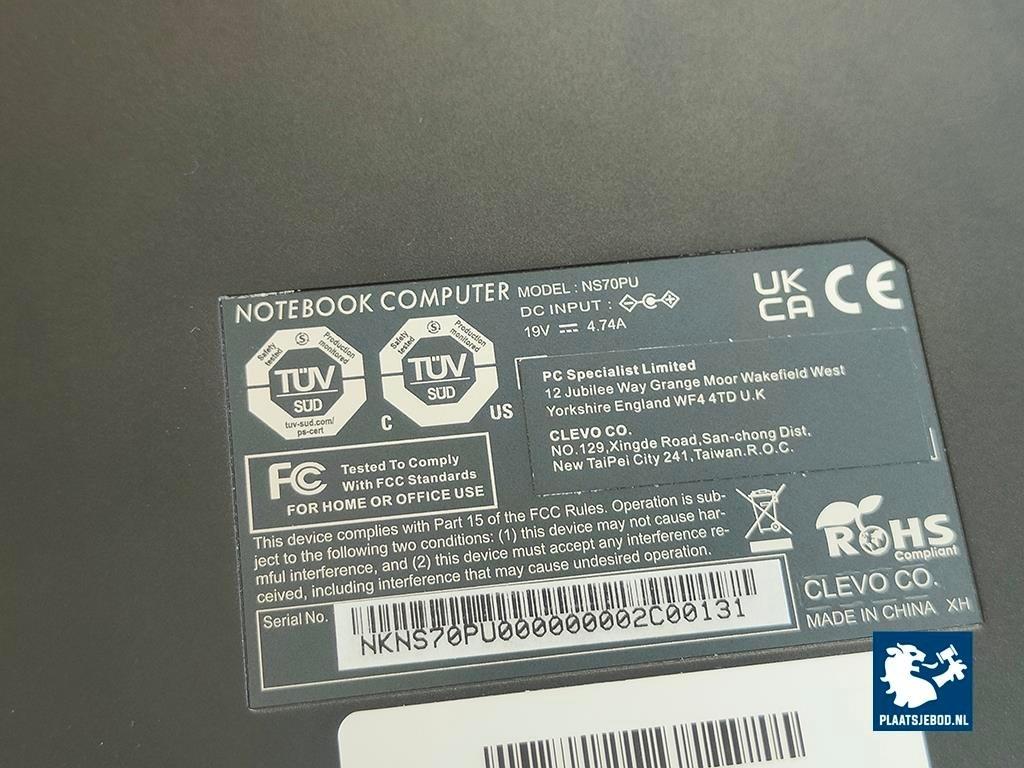 NOTEBOOK COMPUTER
MODEL : NS70PU
DC INPUT :
19V 4.74A
UK
CA
CE
Safety tested
Production monitored
TÜV
SÜD
tuv-sud.com/
ps-cert
Safety tested
Production monitored
TÜV
SÜD
C
US
PC Specialist Limited
12 Jubilee Way Grange Moor Wakefield West
Yorkshire England WF4 4TD U.K
CLEVO CO.
NO.129,Xingde Road,San-chong Dist.
New TaiPei City 241,Taiwan.R.O.C.
FC
Tested To Comply
With FCC Standards
FOR HOME OR OFFICE USE
This device complies with Part 15 of the FCC Rules. Operation is sub-
ject to the following two conditions: (1) this device may not cause har-
mful interference, and (2) this device must accept any interference re-
ceived, including interference that may cause undesired operation.
RoHS
Compliant
Serial No.
NKNS70PU000000002C00131
CLEVO CO.
MADE IN CHINA XH
PLAATSJEBOD.NL